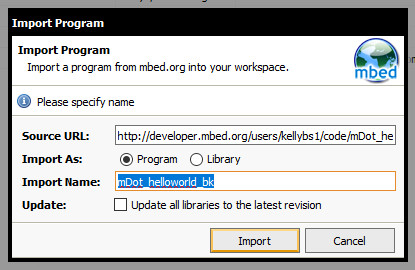 Import Program
Import Program
Import a program from mbed.org into your workspace.
mbed
Please specify name
Source URL: http://developer.mbed.org/users/kellybs1/code/mDot_he
Import As: Program Library
Import Name: mDot_helloworld_bk
Update: Update all libraries to the latest revision
Import Cancel